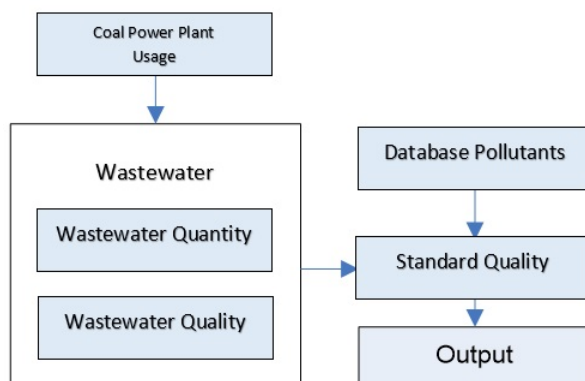 Coal Power Plant
Usage
Wastewater
Wastewater Quantity
Wastewater Quality
Database Pollutants
Standard Quality
Output